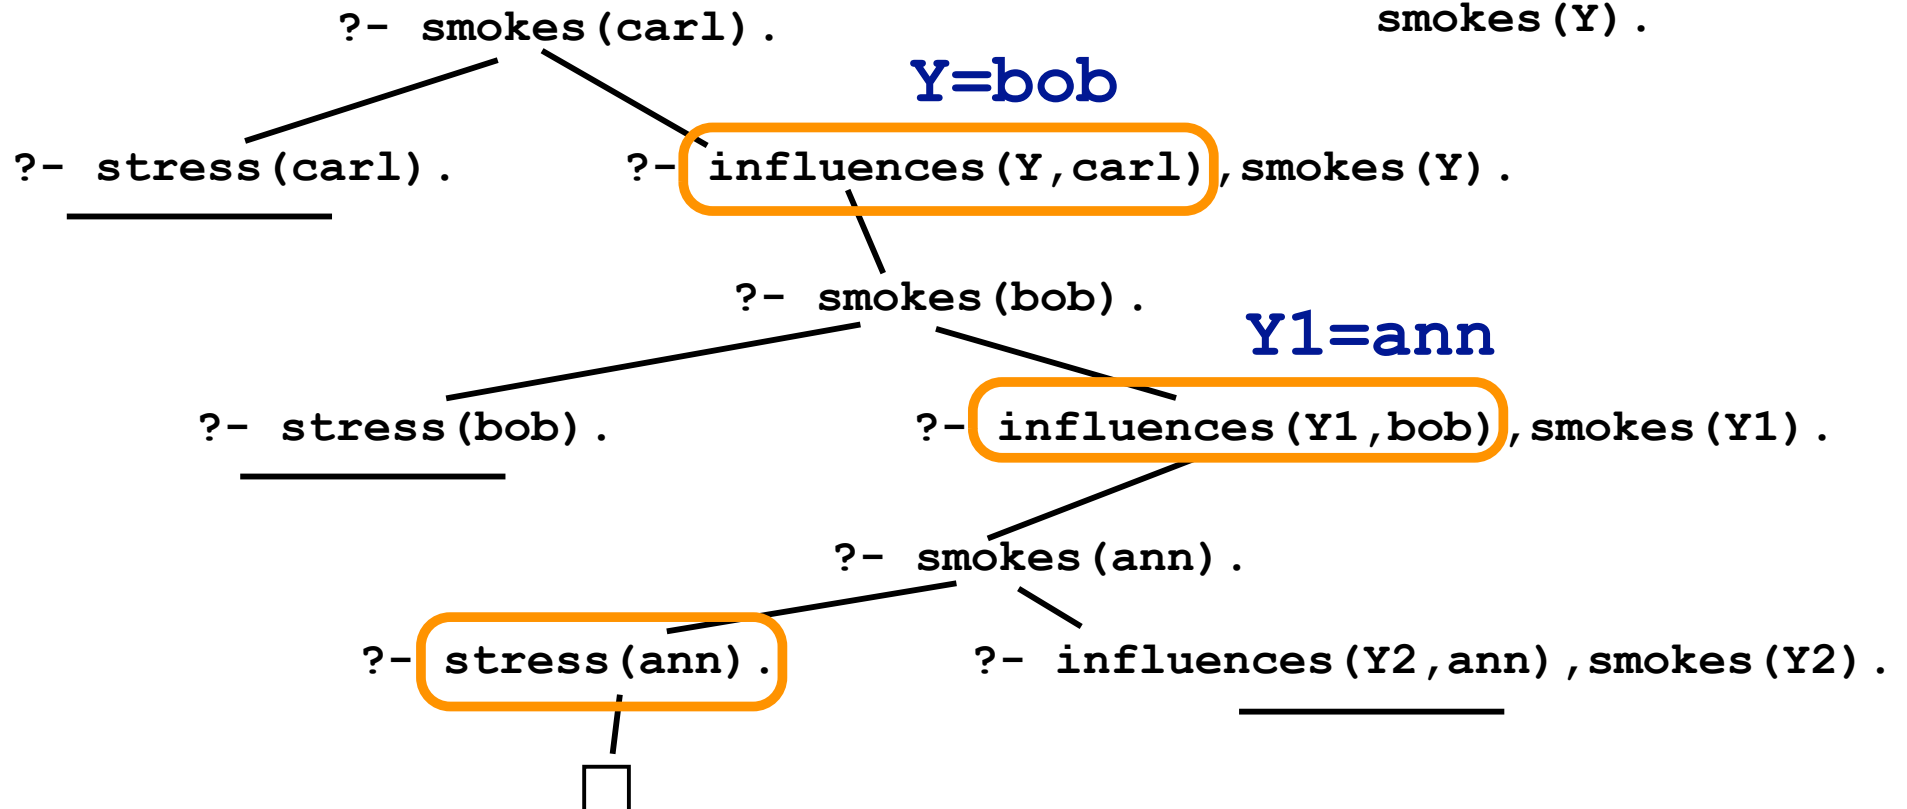 smokes(Y).
?- smokes(carl).
Y=bob
?- stress(carl).
?- influences(Y,carl),smokes(Y).
?- smokes(bob).
Y1=ann
?- stress(bob).
?- influences(Y1,bob),smokes(Y1).
?- smokes(ann).
?- stress(ann).
?- influences(Y2,ann),smokes(Y2).